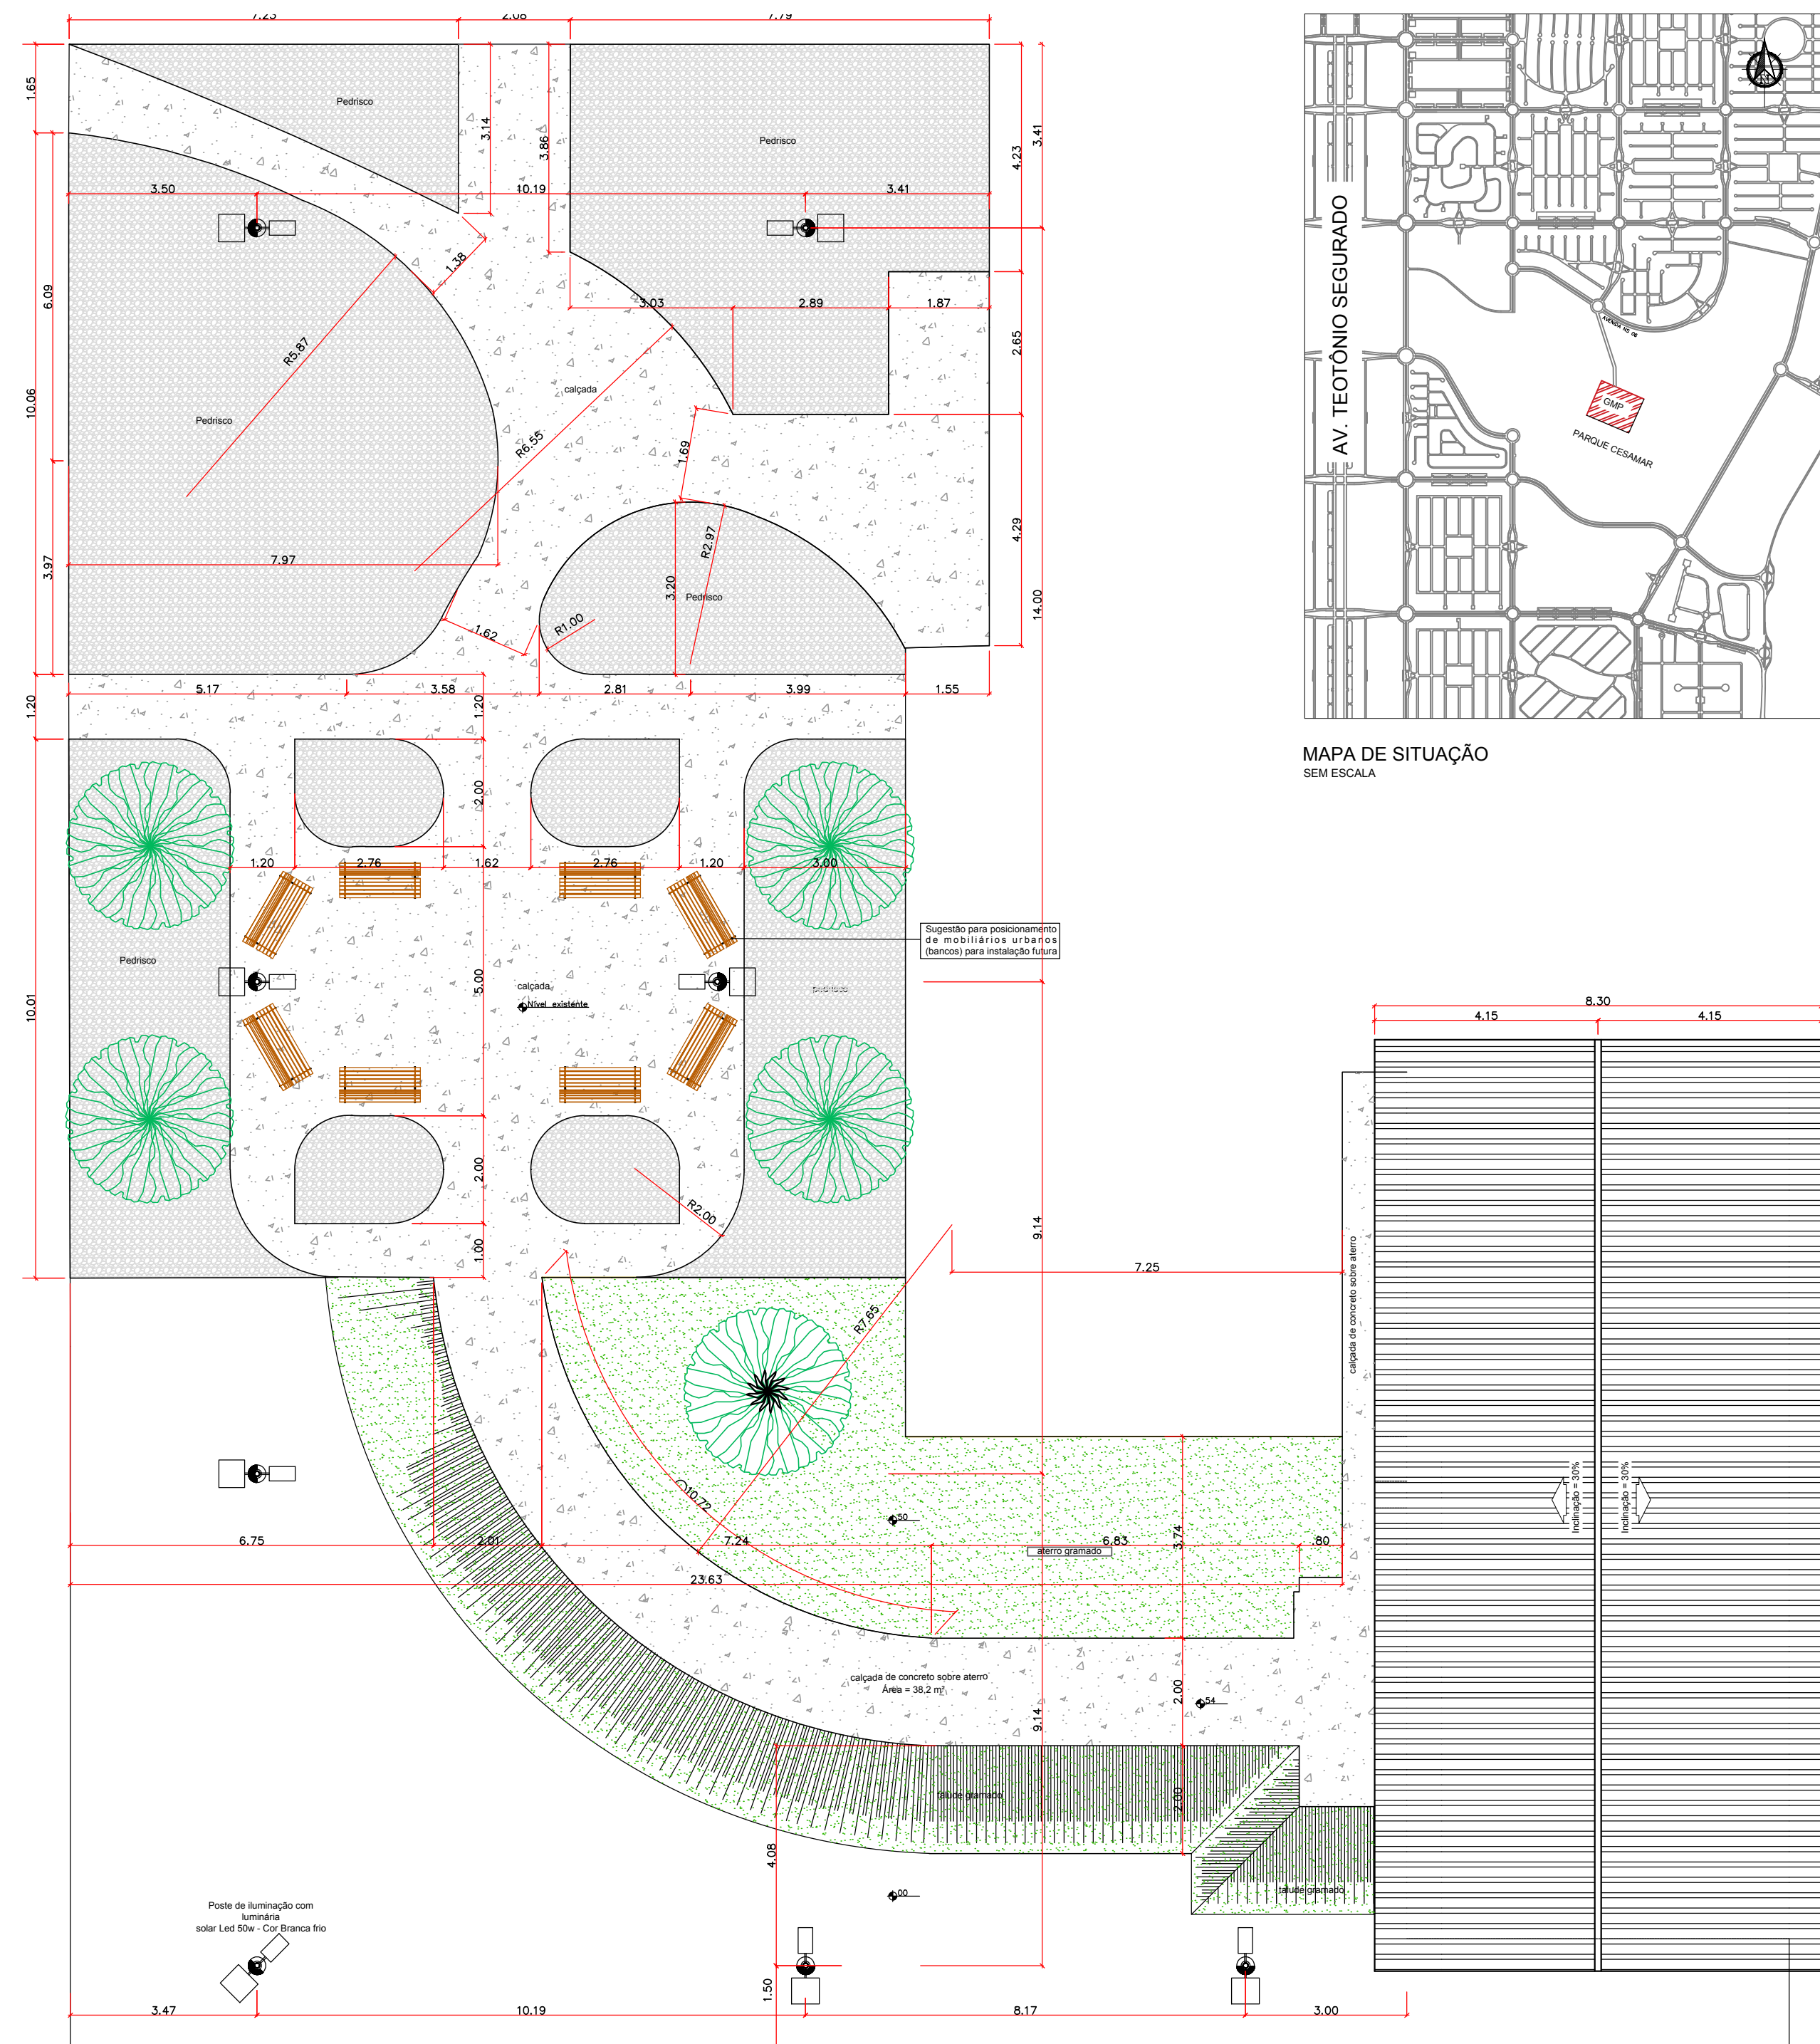 7.23
2.08
7.79
1.65
Pedrisco
3.14
3.86
Pedrisco
4.23
3.41
3.50
10.19
3.41
1.38
6.09
3.03
2.89
1.87
2.65
R5.87
calçada
10.06
Pedrisco
R6.55
1.69
4.29
R2.97
3.97
7.97
3.20
Pedrisco
14.00
R1.00
1.62
5.17
3.58
2.81
3.99
1.55
1.20
1.20
2.00
1.20
2.76
1.62
2.76
1.20
3.00
Sugestão para posicionamento
de mobiliários urbanos
(bancos) para instalação futura
Pedrisco
5.00
calçada
pedrisco
Nível existente
10.01
2.00
R2.00
1.00
9.14
7.25
R7.65
calçada de concreto sobre aterro
10.72
50
6.75
2.01
7.24
6.83
.80
3.74
aterro gramado
23.63
calçada de concreto sobre aterro
Área = 38,2 m²
2.00
54
9.14
talude gramado
2.00
4.08
00
talude gramado
Poste de iluminação com
luminária
solar Led 50w - Cor Branca frio
1.50
3.47
10.19
8.17
3.00
8.30
4.15
4.15
Inclinação = 30%
Inclinação = 30%
AV. TEOTÔNIO SEGURADO
N
AVENIDA NS 06
GMP
PARQUE CESAMAR
MAPA DE SITUAÇÃO
SEM ESCALA